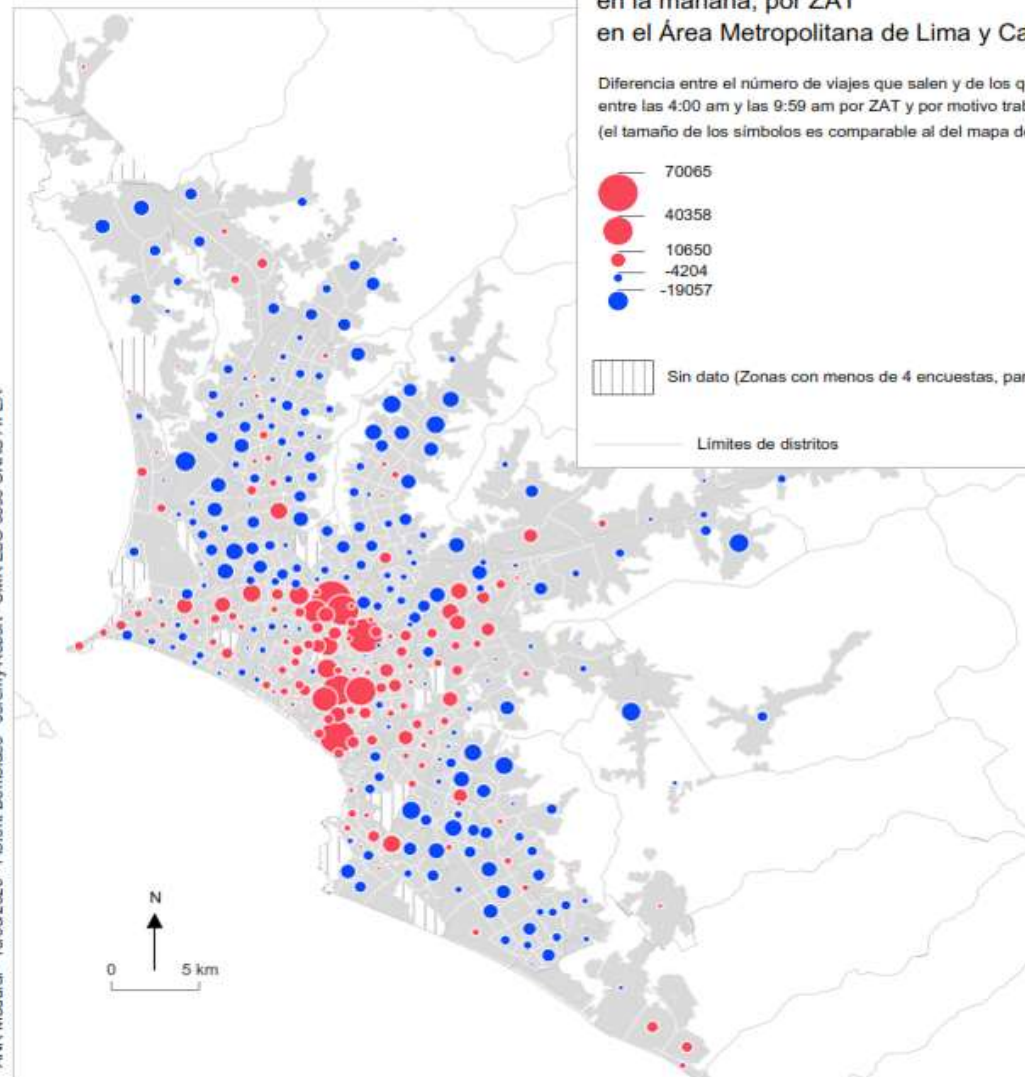 en la mañana, por ZAT
en el Área Metropolitana de Lima y Ca
Diferencia entre el número de viajes que salen y de los q
entre las 4:00 am y las 9:59 am por ZAT y por motivo tral
(el tamaño de los símbolos es comparable al del mapa de
70065
40358
10650
-4204
-19057
Sin dato (Zonas con menos de 4 encuestas, par
Límites de distritos
N
0 5 km